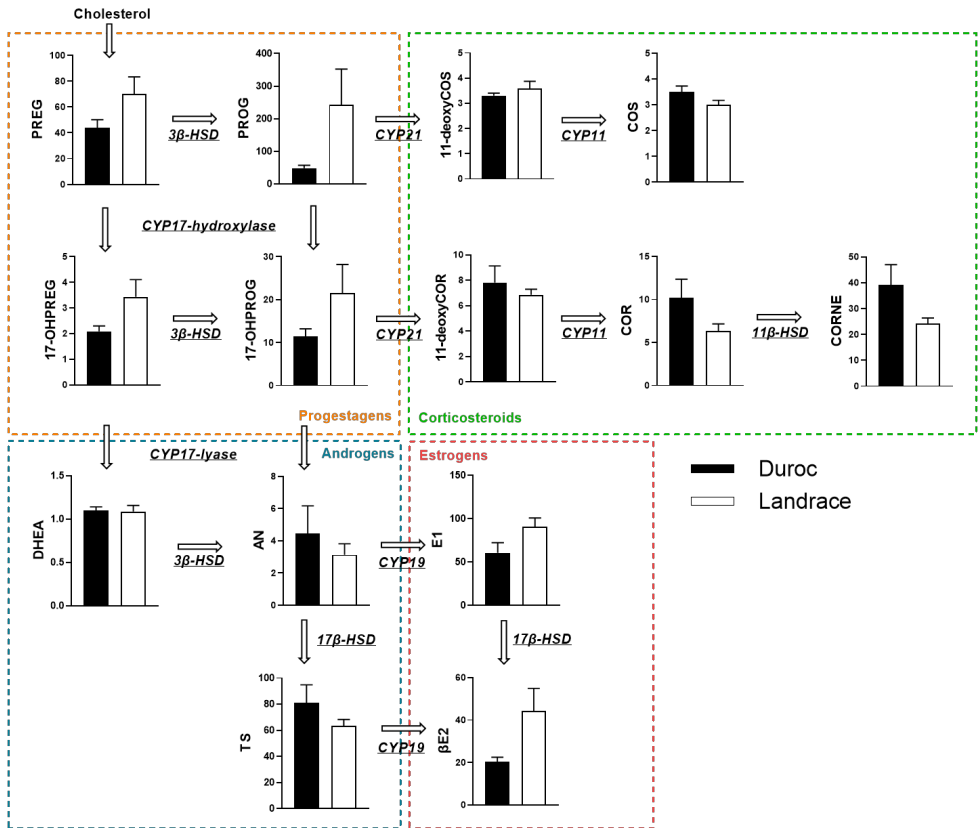 Cholesterol
PREG
100
80
60
40
20
0
3β-HSD
PROG
400
300
200
100
0
CYP21
11-deoxyCOS
5
4
3
2
1
0
CYP11
COS
5
4
3
2
1
0
CYP17-hydroxylase
17-OHPREG
5
4
3
2
1
0
3β-HSD
17-OHPROG
30
20
10
0
CYP21
11-deoxyCOR
10
8
6
4
2
0
CYP11
COR
15
10
5
0
11β-HSD
CORNE
50
40
30
20
10
0
Progestagens
Corticosteroids
CYP17-lyase
Androgens
Estrogens
DHEA
1.5
1.0
0.5
0.0
3β-HSD
AN
6
4
2
0
CYP19
E1
150
100
50
0
Duroc
Landrace
17β-HSD
17β-HSD
TS
100
80
60
40
20
0
CYP19
βE2
60
40
20
0